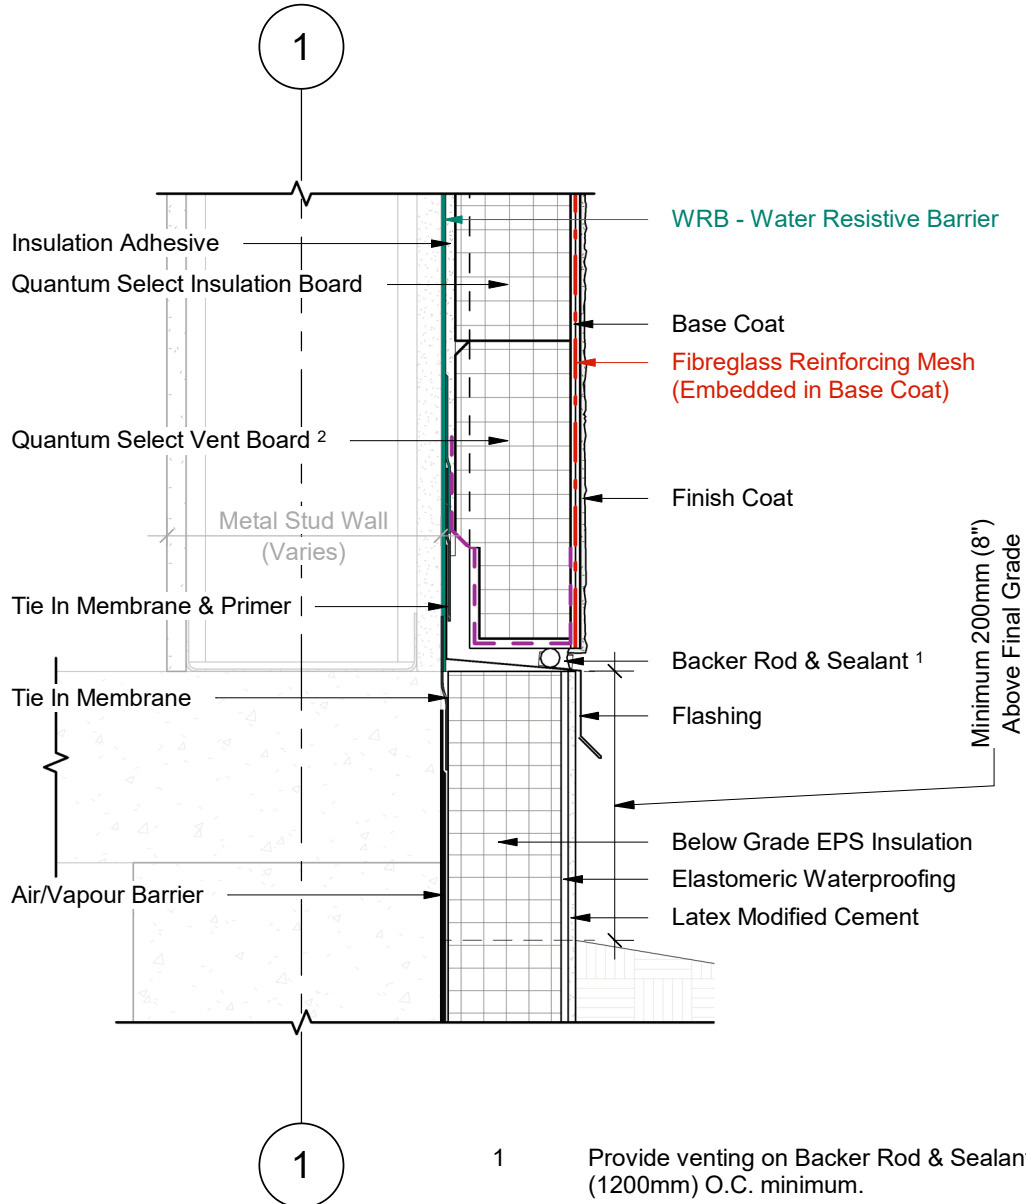 1
WRB - Water Resistive Barrier
Insulation Adhesive
Quantum Select Insulation Board
Base Coat
Fibreglass Reinforcing Mesh
(Embedded in Base Coat)
Quantum Select Vent Board 2
Finish Coat
Metal Stud Wall
(Varies)
Minimum 200mm (8")
Above Final Grade
Tie In Membrane & Primer
Backer Rod & Sealant 1
Tie In Membrane
Flashing
Below Grade EPS Insulation
Elastomeric Waterproofing
Air/Vapour Barrier
Latex Modified Cement
1
1 Provide venting on Backer Rod & Sealant
(1200mm) O.C. minimum.